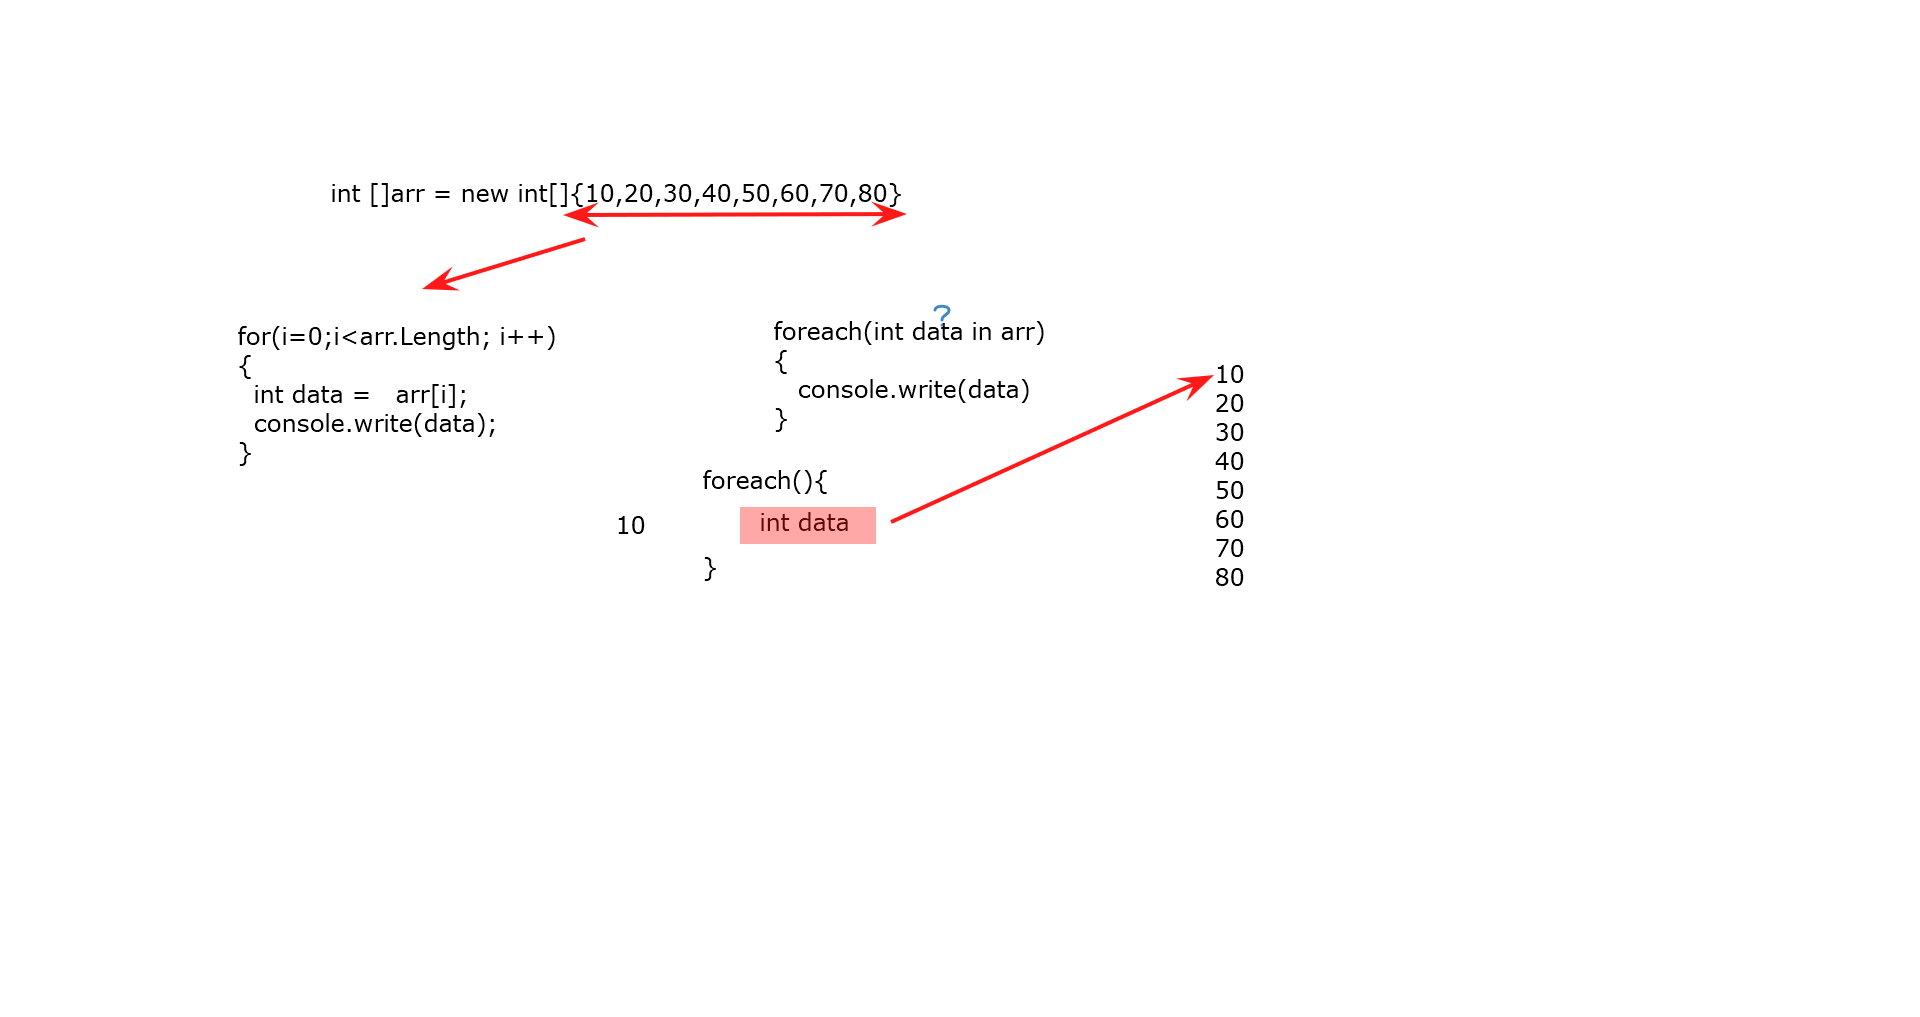 int []arr = new int[]{10,20,30,40,50,60,70,80}
for(i=0;i<arr.Length; i++)
{
int data = arr[i];
console.write(data);
}
?
foreach(int data in arr)
{
console.write(data)
}
foreach(){
10
int data
}
10
20
30
40
50
60
70
80